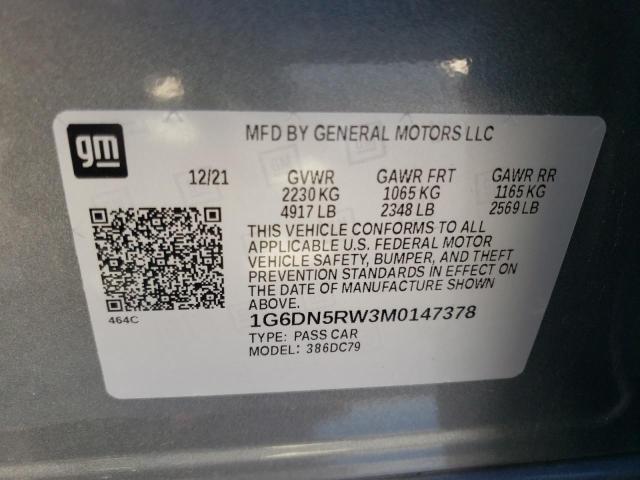 gm
MFD BY GENERAL MOTORS LLC
12/21 GVWR GAWR FRT GAWR RR
2230 KG 1065 KG 1165 KG
4917 LB 2348 LB 2569 LB
THIS VEHICLE CONFORMS TO ALL
APPLICABLE U.S. FEDERAL MOTOR
VEHICLE SAFETY, BUMPER, AND THEFT
PREVENTION STANDARDS IN EFFECT ON
THE DATE OF MANUFACTURE SHOWN
ABOVE.
464C
1G6DN5RW3M0147378
TYPE: PASS CAR
MODEL: 386DC79